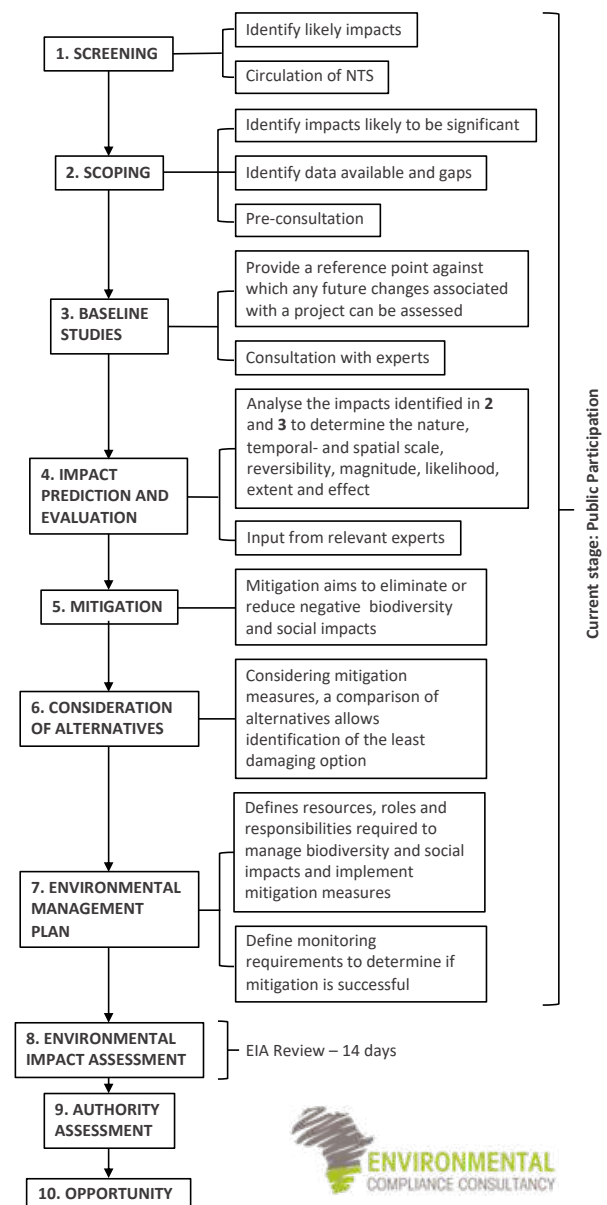 Identify likely impacts
1. SCREENING
Circulation of NTS
Identify impacts likely to be significant
2. SCOPING
Identify data available and gaps
Pre-consultation
Provide a reference point against
which any future changes associated
with a project can be assessed
3. BASELINE
STUDIES
Consultation with experts
Analyse the impacts identified in 2
and 3 to determine the nature,
temporal- and spatial scale,
reversibility, magnitude, likelihood,
extent and effect
4. IMPACT
PREDICTION AND
EVALUATION
Input from relevant experts
5. MITIGATION
Mitigation aims to eliminate or
reduce negative biodiversity
and social impacts
6. CONSIDERATION
OF ALTERNATIVES
Considering mitigation
measures, a comparison of
alternatives allows
identification of the least
damaging option
Defines resources, roles and
responsibilities required to
manage biodiversity and social
impacts and implement
mitigation measures
7. ENVIRONMENTAL
MANAGEMENT
PLAN
Define monitoring
requirements to determine if
mitigation is successful
Current stage: Public Participation
8. ENVIRONMENTAL
IMPACT ASSESSMENT
EIA Review – 14 days
9. AUTHORITY
ASSESSMENT
10. OPPORTUNITY
ENVIRONMENTAL
COMPLIANCE CONSULTANCY